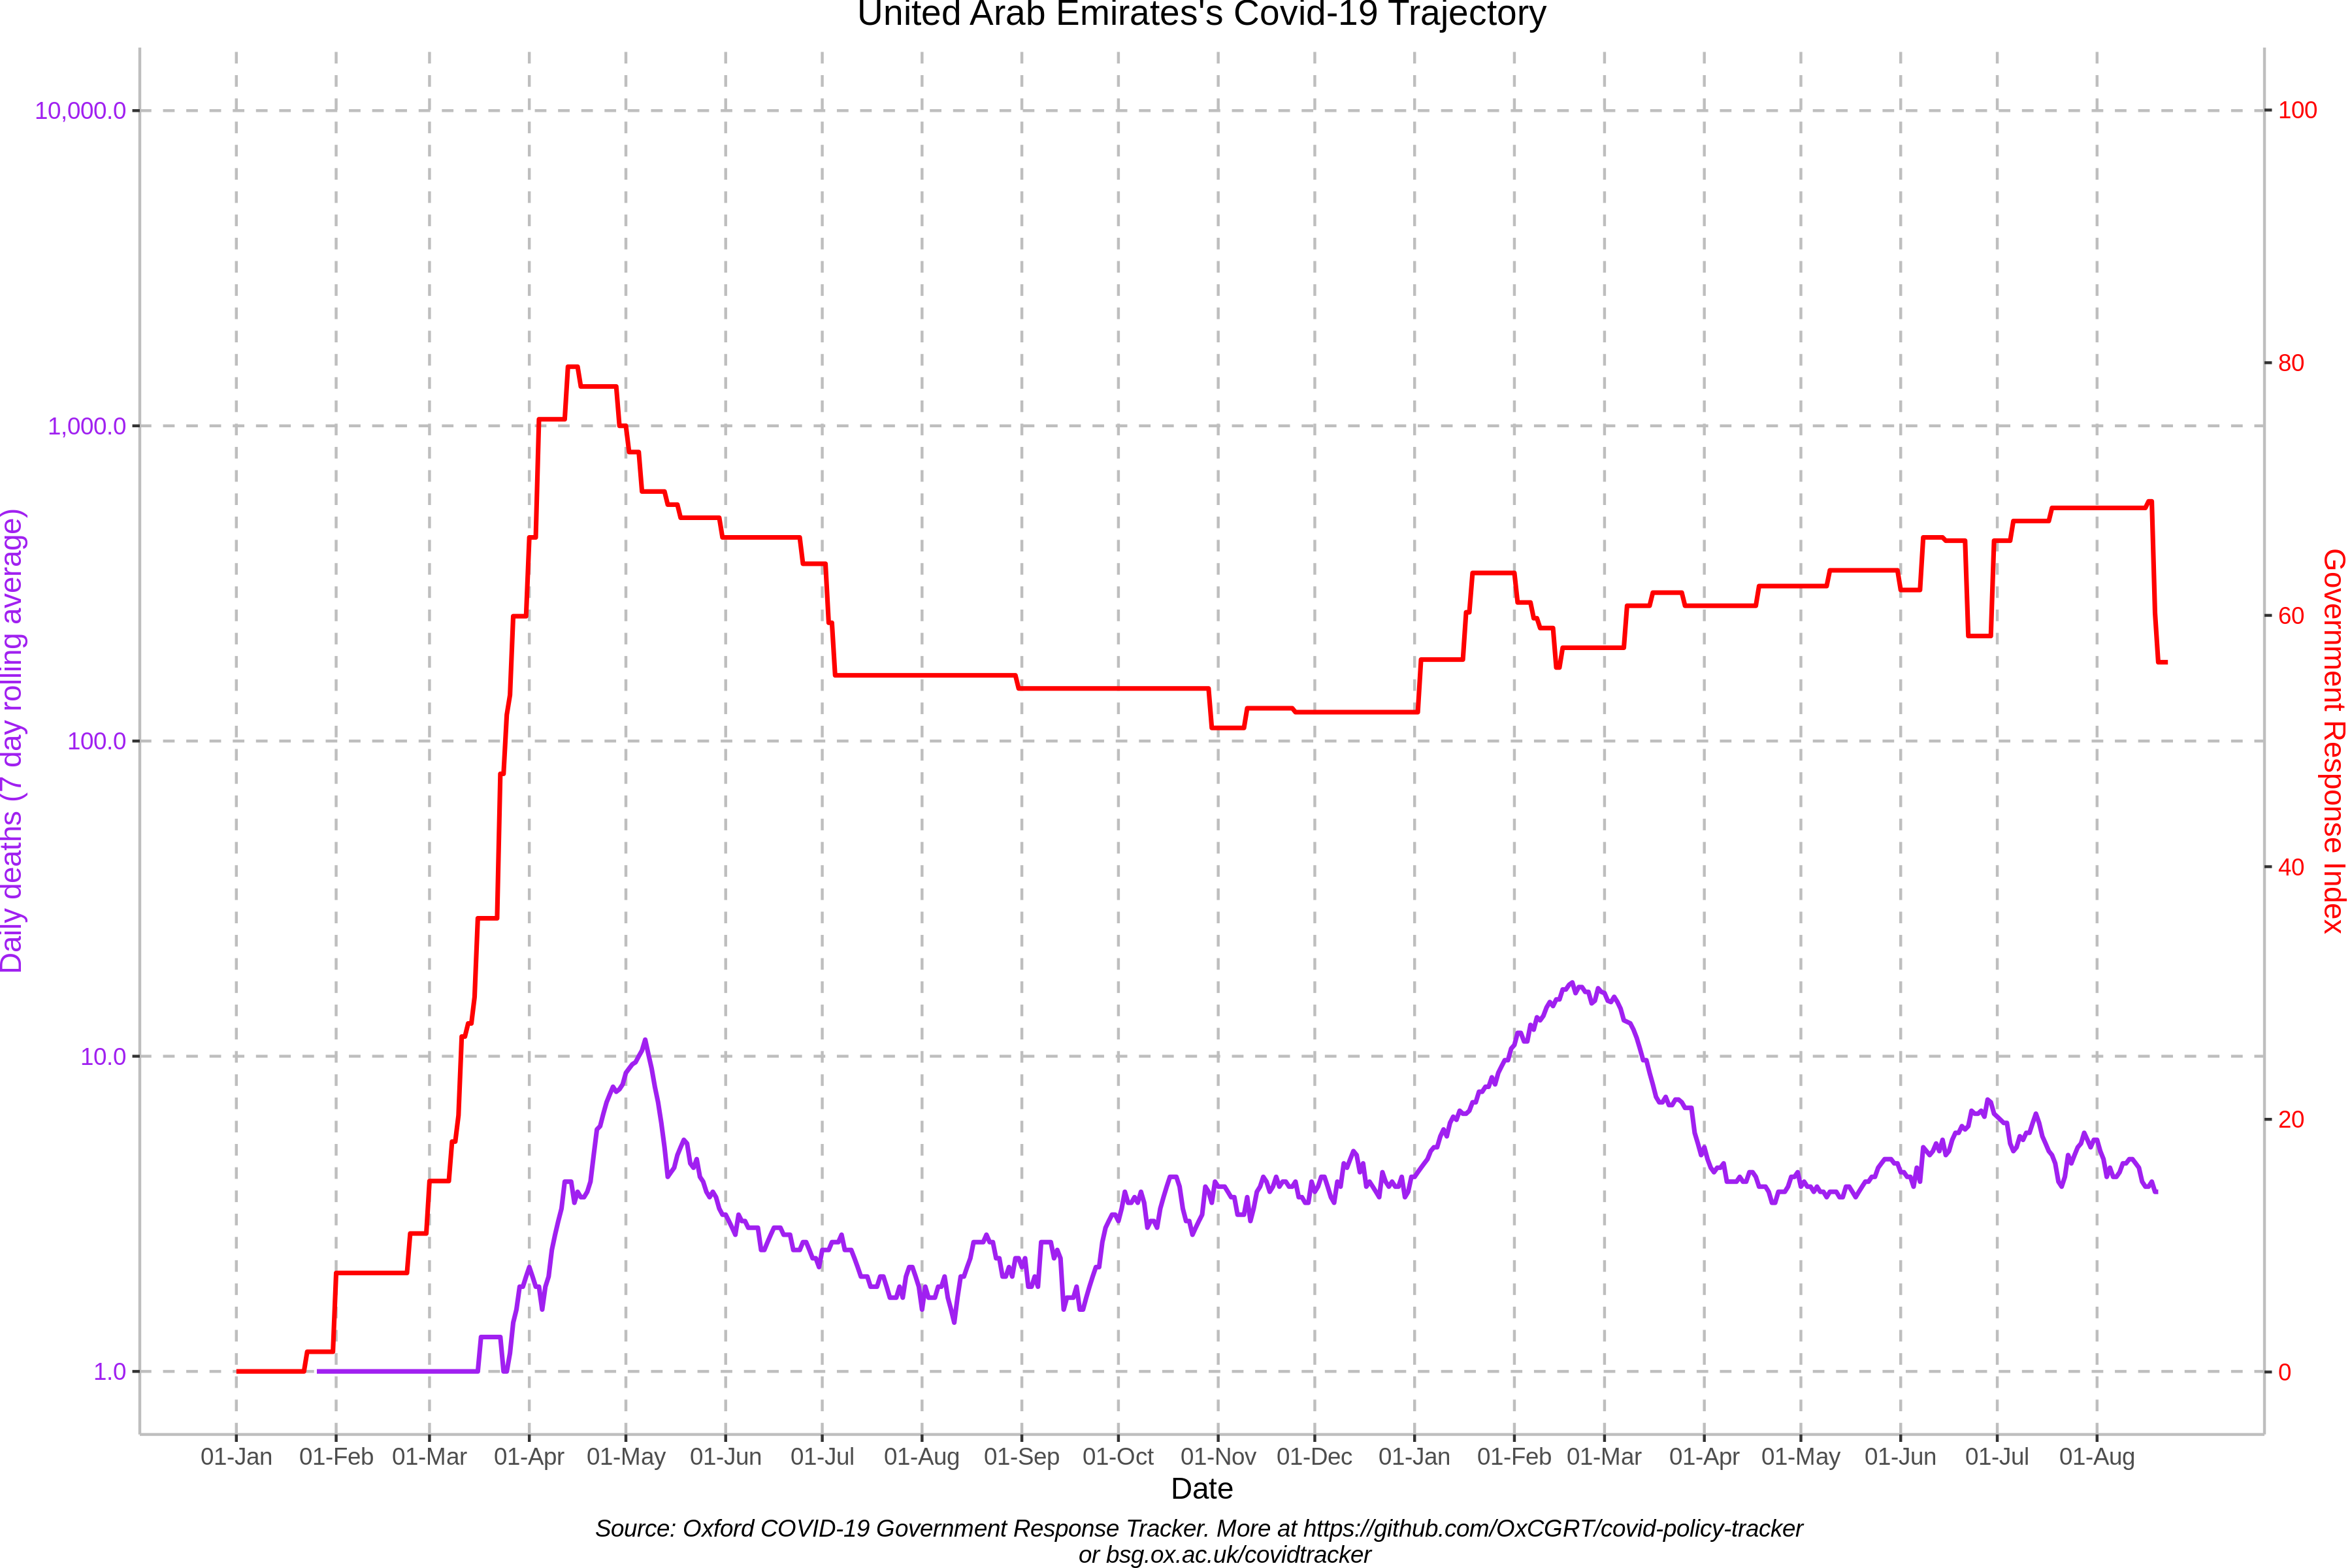 United Arab Emirates's Covid-19 Trajectory
10,000.0
1,000.0
100.0
10.0
1.0
Daily deaths (7 day rolling average)
100
80
60
40
20
0
Government Response Index
01-Jan 01-Feb 01-Mar 01-Apr 01-May 01-Jun 01-Jul 01-Aug 01-Sep 01-Oct 01-Nov 01-Dec 01-Jan 01-Feb 01-Mar 01-Apr 01-May 01-Jun 01-Jul 01-Aug
Date
Source: Oxford COVID-19 Government Response Tracker. More at https://github.com/OxCGRT/covid-policy-tracker
or bsg.ox.ac.uk/covidtracker